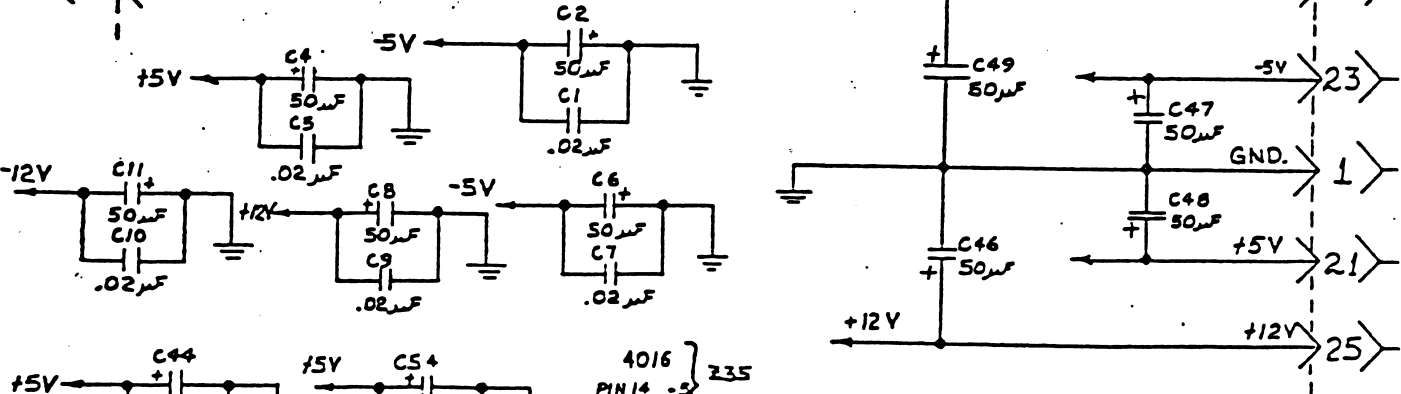 C2
-5V
+
50µF
C1
.02µF
C4
+5V
+
50µF
C5
.02µF
C11
-12V
+
50µF
C10
.02µF
C8
+12V
+
50µF
C9
.02µF
C6
-5V
+
50µF
C7
.02µF
C44
+5V
+
C54
+5V
+
4016
PIN 14 -5
Z35
+
C49
50µF
-5V
23
+
C47
50µF
GND.
1
C48
50µF
+
+5V
21
C46
50µF
+
+12V
+12V
25